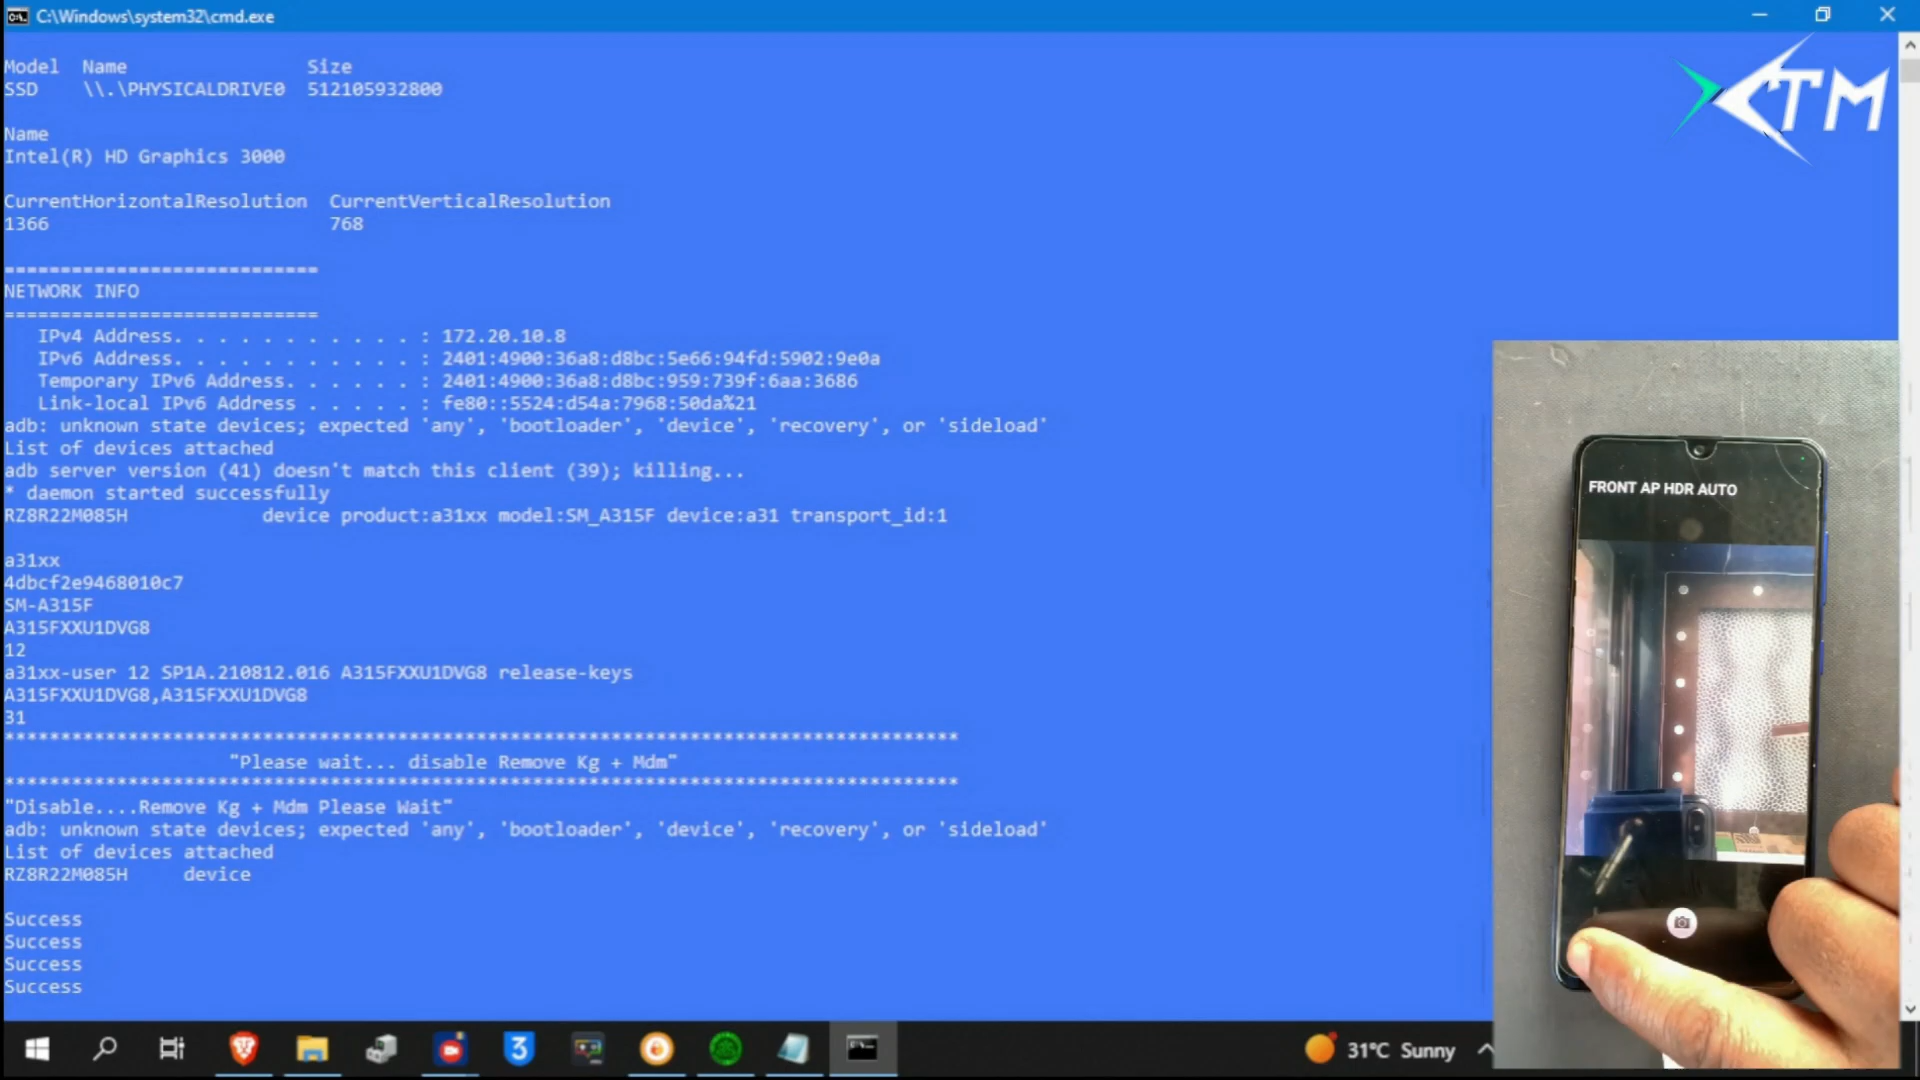 C:\Windows\system32\cmd.exe
TM
Model Name Size
SSD \\.\PHYSICALDRIVE0 512105932800
Name
Intel(R) HD Graphics 3000
CurrentHorizontalResolution CurrentVerticalResolution
1366 768
============================
NETWORK INFO
============================
IPv4 Address. . . . . . . . . . . : 172.20.10.8
IPv6 Address. . . . . . . . . . . : 2401:4900:36a8:d8bc:5e66:94fd:5902:9e0a
Temporary IPv6 Address. . . . . . : 2401:4900:36a8:d8bc:959:739f:6aa:3686
Link-local IPv6 Address . . . . . : fe80::5524:d54a:7968:50da%21
adb: unknown state devices; expected 'any', 'bootloader', 'device', 'recovery', or 'sideload'
List of devices attached
adb server version (41) doesn't match this client (39); killing...
* daemon started successfully
RZ8R22M085H device product:a31xx model:SM_A315F device:a31 transport_id:1
a31xx
4dbcf2e9468010c7
SM-A315F
A315FXXU1DVG8
12
a31xx-user 12 SP1A.210812.016 A315FXXU1DVG8 release-keys
A315FXXU1DVG8,A315FXXU1DVG8
31
*************************************************************************************
"Please wait... disable Remove Kg + Mdm"
*************************************************************************************
"Disable....Remove Kg + Mdm Please Wait"
adb: unknown state devices; expected 'any', 'bootloader', 'device', 'recovery', or 'sideload'
List of devices attached
RZ8R22M085H device
Success
Success
Success
Success
FRONT AP HDR AUTO
3
31°C Sunny